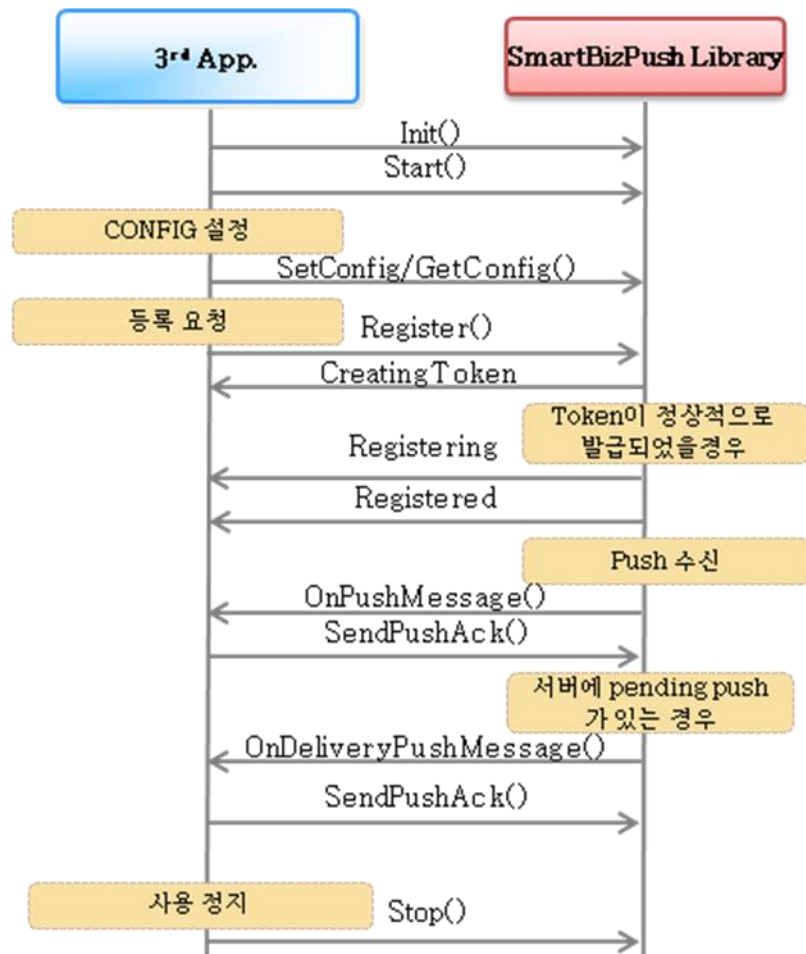 3rd App.
SmartBizPush Library
Init()
Start()
CONFIG 설정
SetConfig/GetConfig()
등록 요청
Register()
CreatingToken
Token이 정상적으로
발급되었을경우
Registering
Registered
Push 수신
OnPushMessage()
SendPushAck()
서버에 pending push
가 있는 경우
OnDeliveryPushMessage()
SendPushAck()
사용 정지
Stop()